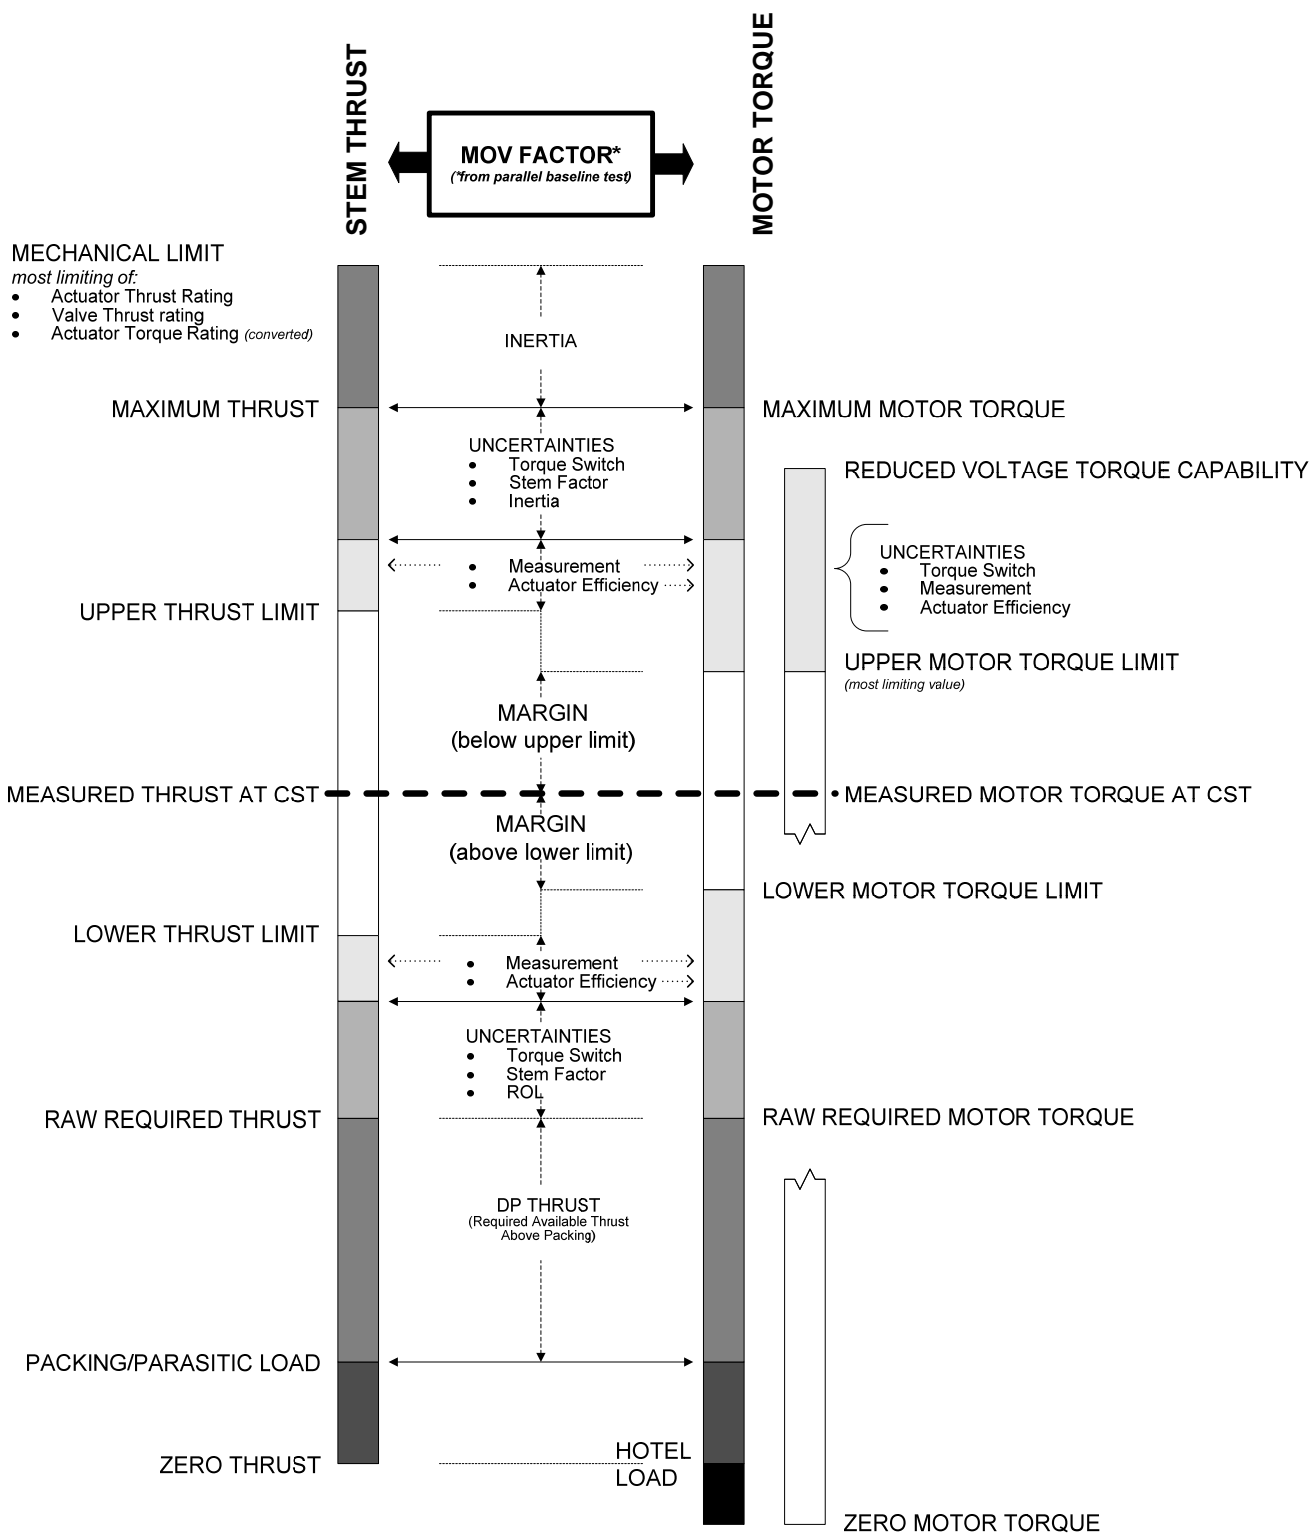 STEM THRUST
MOTOR TORQUE
MOV FACTOR*
(*from parallel baseline test)
MECHANICAL LIMIT
most limiting of:
• Actuator Thrust Rating
• Valve Thrust rating
• Actuator Torque Rating (converted)
INERTIA
MAXIMUM THRUST
MAXIMUM MOTOR TORQUE
UNCERTAINTIES
• Torque Switch
• Stem Factor
• Inertia
REDUCED VOLTAGE TORQUE CAPABILITY
UNCERTAINTIES
• Torque Switch
• Measurement
• Actuator Efficiency
• Measurement
• Actuator Efficiency
UPPER THRUST LIMIT
UPPER MOTOR TORQUE LIMIT
(most limiting value)
MARGIN
(below upper limit)
MEASURED THRUST AT CST
MEASURED MOTOR TORQUE AT CST
MARGIN
(above lower limit)
LOWER MOTOR TORQUE LIMIT
LOWER THRUST LIMIT
• Measurement
• Actuator Efficiency
UNCERTAINTIES
• Torque Switch
• Stem Factor
• ROL
RAW REQUIRED THRUST
RAW REQUIRED MOTOR TORQUE
DP THRUST
(Required Available Thrust
Above Packing)
PACKING/PARASITIC LOAD
ZERO THRUST
HOTEL
LOAD
ZERO MOTOR TORQUE